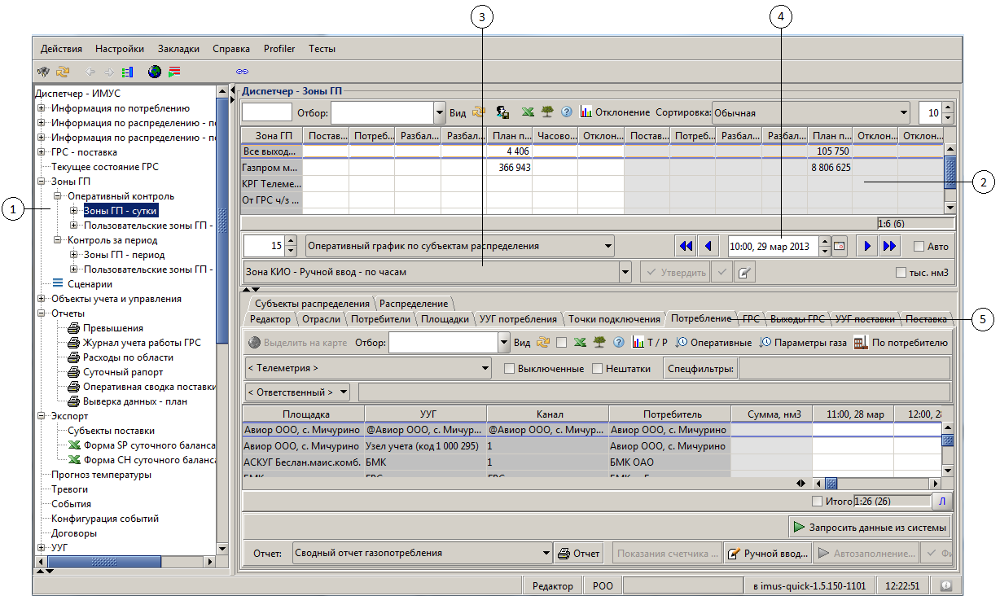 3
4
Действия Настройки Закладки Справка Profiler Тесты
Диспетчер - ИМУС
Информация по потреблению
Информация по распределению - по
Информация по распределению - по
ГРС - поставка
Текущее состояние ГРС
Зоны ГП
Оперативный контроль
1
Зоны ГП - сутки
Пользовательские зоны ГП -
Контроль за период
Зоны ГП - период
Пользовательские зоны ГП -
Сценарии
Объекты учета и управления
Отчеты
Превышения
Журнал учета работы ГРС
Расходы по области
Суточный рапорт
Оперативная сводка поставки
Выверка данных - план
Экспорт
Субъекты поставки
Форма SP суточного баланса
Форма CH суточного баланса
Прогноз температуры
Тревоги
События
Конфигурация событий
Договоры
УУГ
Диспетчер - Зоны ГП
Отбор: Вид Отклонение Сортировка: Обычная 10
Зона ГП Постав... Потреб... Разбал... Разбал... План п... Часово... Отклон... Постав... Потреб... Разбал... Разбал... План п... Отклон... Отклон...
Все выход... 4 406 105 750
Газпром м... 366 943 8 806 625
КРГ Телеме... 2
От ГРС ч/з ...
1:6 (6)
15 Оперативный график по субъектам распределения 10:00, 29 мар 2013 Авто
Зона КИО - Ручной ввод - по часам Утвердить тыс. нм3
Субъекты распределения Распределение
Редактор Отрасли Потребители Площадки УУГ потребления Точки подключения Потребление ГРС Выходы ГРС УУГ поставки Поставка 5
Выделить на карте Отбор: Вид Т / Р Оперативные Параметры газа По потребителю
< Телеметрия > Выключенные Нештатки Спецфильтры:
< Ответственный >
Площадка УУГ Канал Потребитель Сумма, нм3 11:00, 28 мар 12:00, 28
Авиор ООО, с. Мичурино @Авиор ООО, с. Мичур... @Авиор ООО, с. Мичур... Авиор ООО, с. Мичурино
Авиор ООО, с. Мичурино Узел учета (код 1 000 295) 1 Авиор ООО, с. Мичурино
АСКУГ Беслан.маис.комб. БМК 1 БМК ОАО
Итого 1:26 (26) Л
Запросить данные из системы
Отчет: Сводный отчет газопотребления Отчет Показания счетчика ... Ручной ввод... Автозаполнение... Фи
Редактор РОО в imus-quick-1.5.150-1101 12:22:51